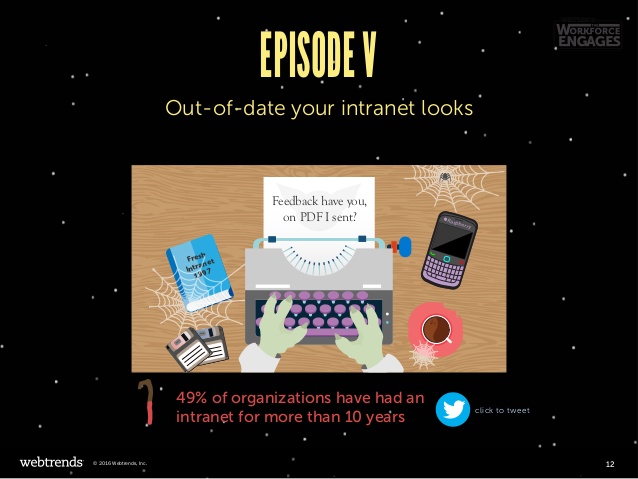 THE
WORKFORCE
ENGAGES
EPISODE V
Out-of-date your intranet looks
Feedback have you,
on PDF I sent?
Raspberry
Fresh
Intranet
1997
49% of organizations have had an
intranet for more than 10 years
click to tweet
webtrends
© 2016 Webtrends, Inc.
12